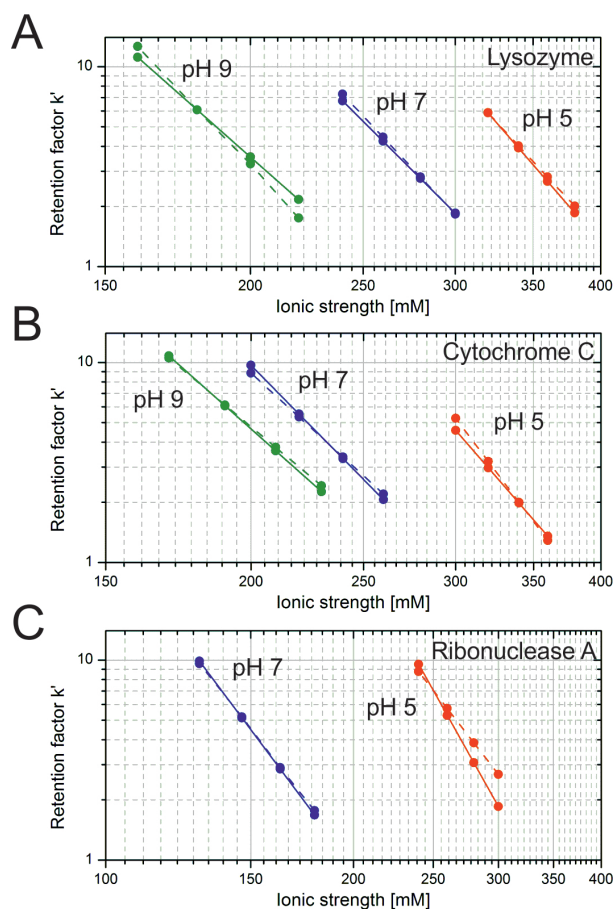 A
Lysozyme
pH 9
pH 7
pH 5
Retention factor k'
10
1
150 200 250 300 350 400
Ionic strength [mM]
B
Cytochrome C
pH 9
pH 7
pH 5
Retention factor k'
10
1
150 200 250 300 350 400
Ionic strength [mM]
C
Ribonuclease A
pH 7
pH 5
Retention factor k'
10
1
100 200 250 300 400
Ionic strength [mM]